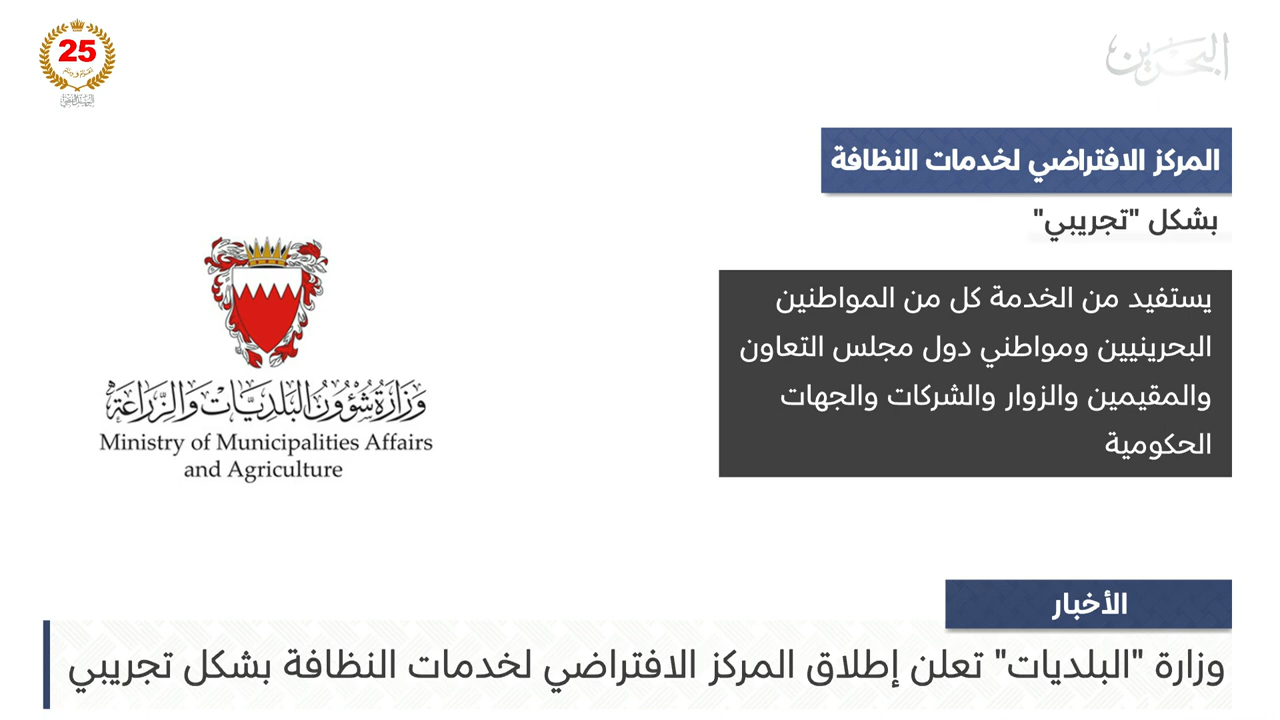 25
البحرين
المركز الافتراضي لخدمات النظافة
بشكل "تجريبي"
يستفيد من الخدمة كل من المواطنين
البحرينيين ومواطني دول مجلس التعاون
والمقيمين والزوار والشركات والجهات
الحكومية
وزارة شؤون البلديات والزراعة
Ministry of Municipalities Affairs
and Agriculture
الأخبار
وزارة "البلديات" تعلن إطلاق المركز الافتراضي لخدمات النظافة بشكل تجريبي